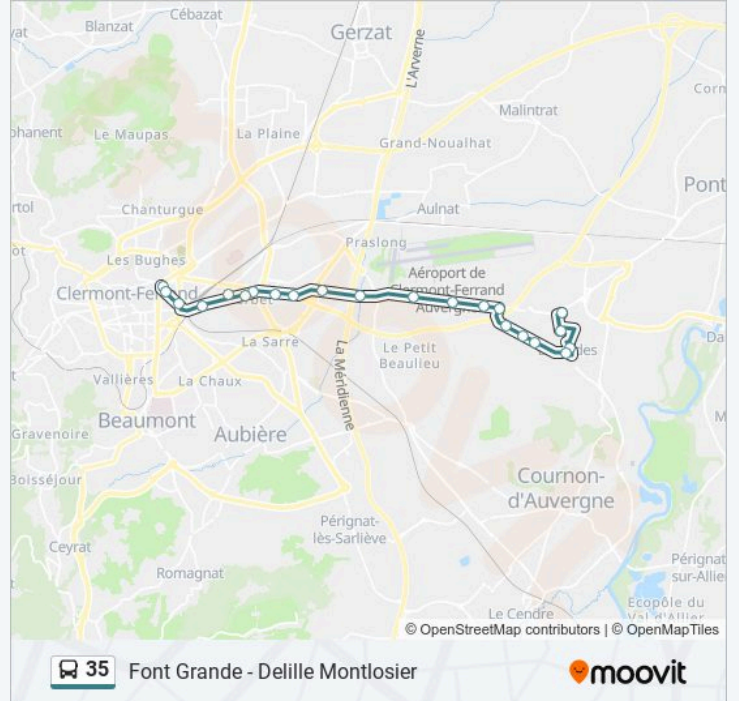 Cébazat
Blanzat
Gerzat
L'Arverne
Malintrat
Le Maupas
La Plaine
Grand-Noualhat
Pont
Chanturgue
Aulnat
Praslong
Les Bughes
Aéroport de
Clermont-Ferrand
Auvergne
Clermont-Ferrand
La Sarre
Le Petit
Beaulieu
La Méridienne
Vallières
La Chaux
Beaumont
Aubière
Gravenoire
Boisséjour
Cournon-
d'Auvergne
Pérignat-
lès-Sarliève
Ceyrat
Romagnat
Pérignat
sur-Allie
Le Cendre
Ecopôle du
Val d'Allier
© OpenStreetMap contributors | © OpenMapTiles
35 Font Grande - Delille Montlosier
moovit